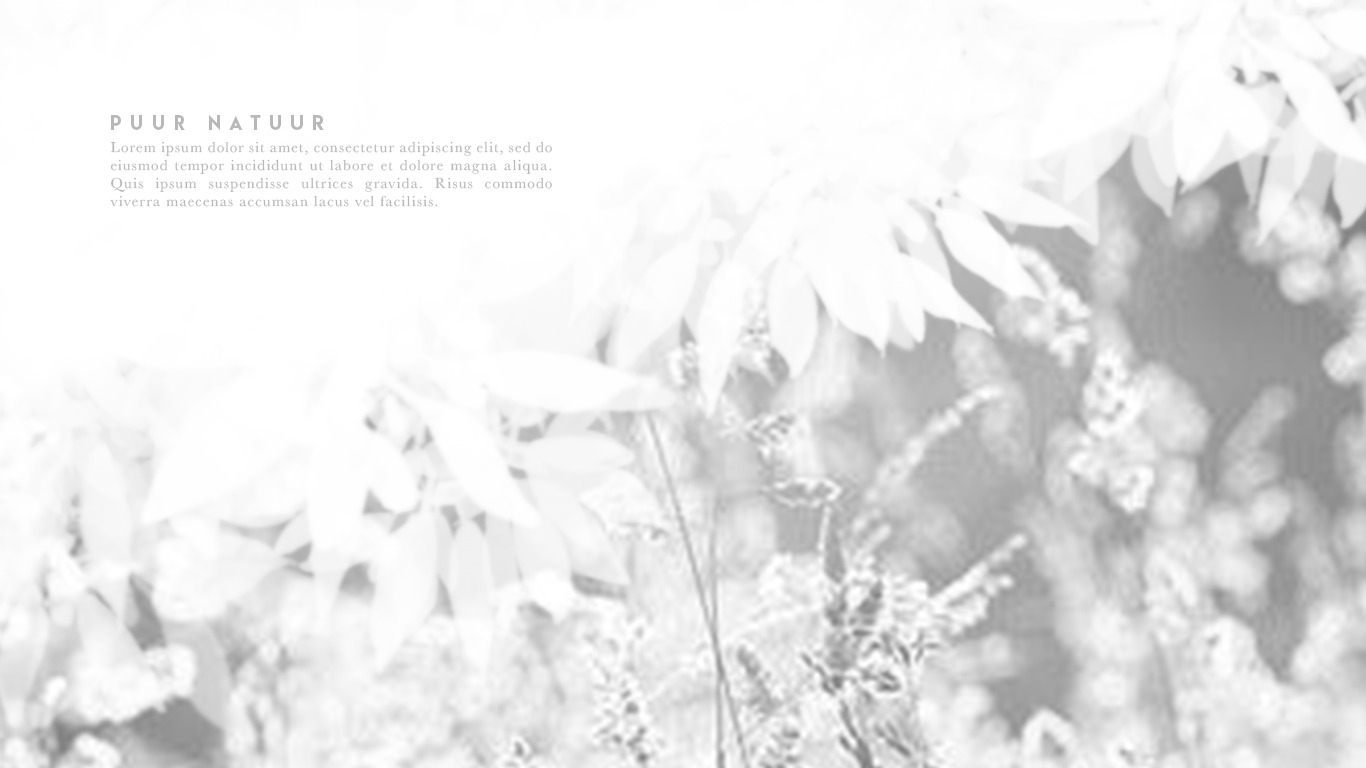 PUUR NATUUR
Lorem ipsum dolor sit amet, consectetur adipiscing elit, sed do
eiusmod tempor incididunt ut labore et dolore magna aliqua.
Quis ipsum suspendisse ultrices gravida. Risus commodo
viverra maecenas accumsan lacus vel facilisis.